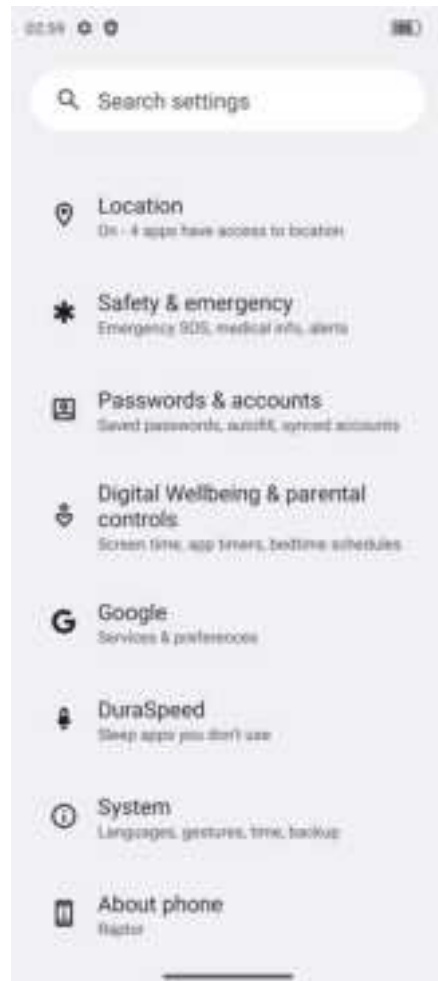 02:59
Search settings
Location
On - 4 apps have access to location
Safety & emergency
Emergency SOS, medical info, alerts
Passwords & accounts
Saved passwords, autofill, synced accounts
Digital Wellbeing & parental
controls
Screen time, app timers, bedtime schedules
Google
Services & preferences
DuraSpeed
Sleep apps you don't use
System
Languages, gestures, time, backup
About phone
Raptor